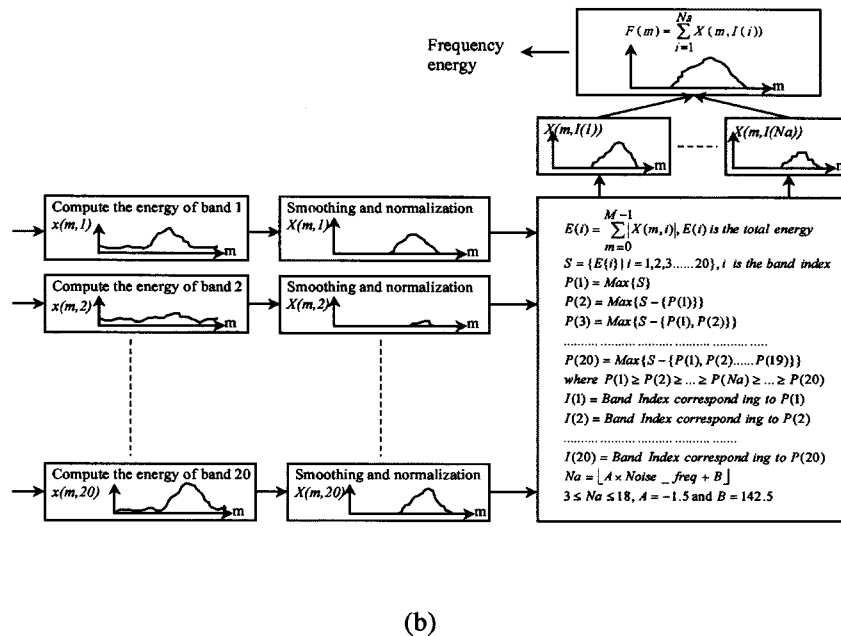 F(m) = Na ∑ i=1 X(m, I(i))
m
Frequency
energy
X(m,I(1))
m
X(m,I(Na))
m
Compute the energy of band 1
x(m,1)
m
Smoothing and normalization
X(m,1)
m
Compute the energy of band 2
x(m,2)
m
Smoothing and normalization
X(m,2)
m
Compute the energy of band 20
x(m,20)
m
Smoothing and normalization
X(m,20)
m
E(i) = M-1 ∑ m=0 |X(m,i)|, E(i) is the total energy
S = {E{i}| i = 1,2,3......20}, i is the band index
P(1) = Max{S}
P(2) = Max{S-{P(1)}}
P(3) = Max{S-{P(1), P(2)}}
P(20) = Max{S-{P(1), P(2)......P(19)}}
where P(1) ≥ P(2) ≥ ... ≥ P(Na) ≥ ... ≥ P(20)
I(1) = Band Index correspond ing to P(1)
I(2) = Band Index correspond ing to P(2)
I(20) = Band Index correspond ing to P(20)
Na = ⌊A × Noise _ freq + B⌋
3 ≤ Na ≤ 18, A = -1.5 and B = 142.5
(b)